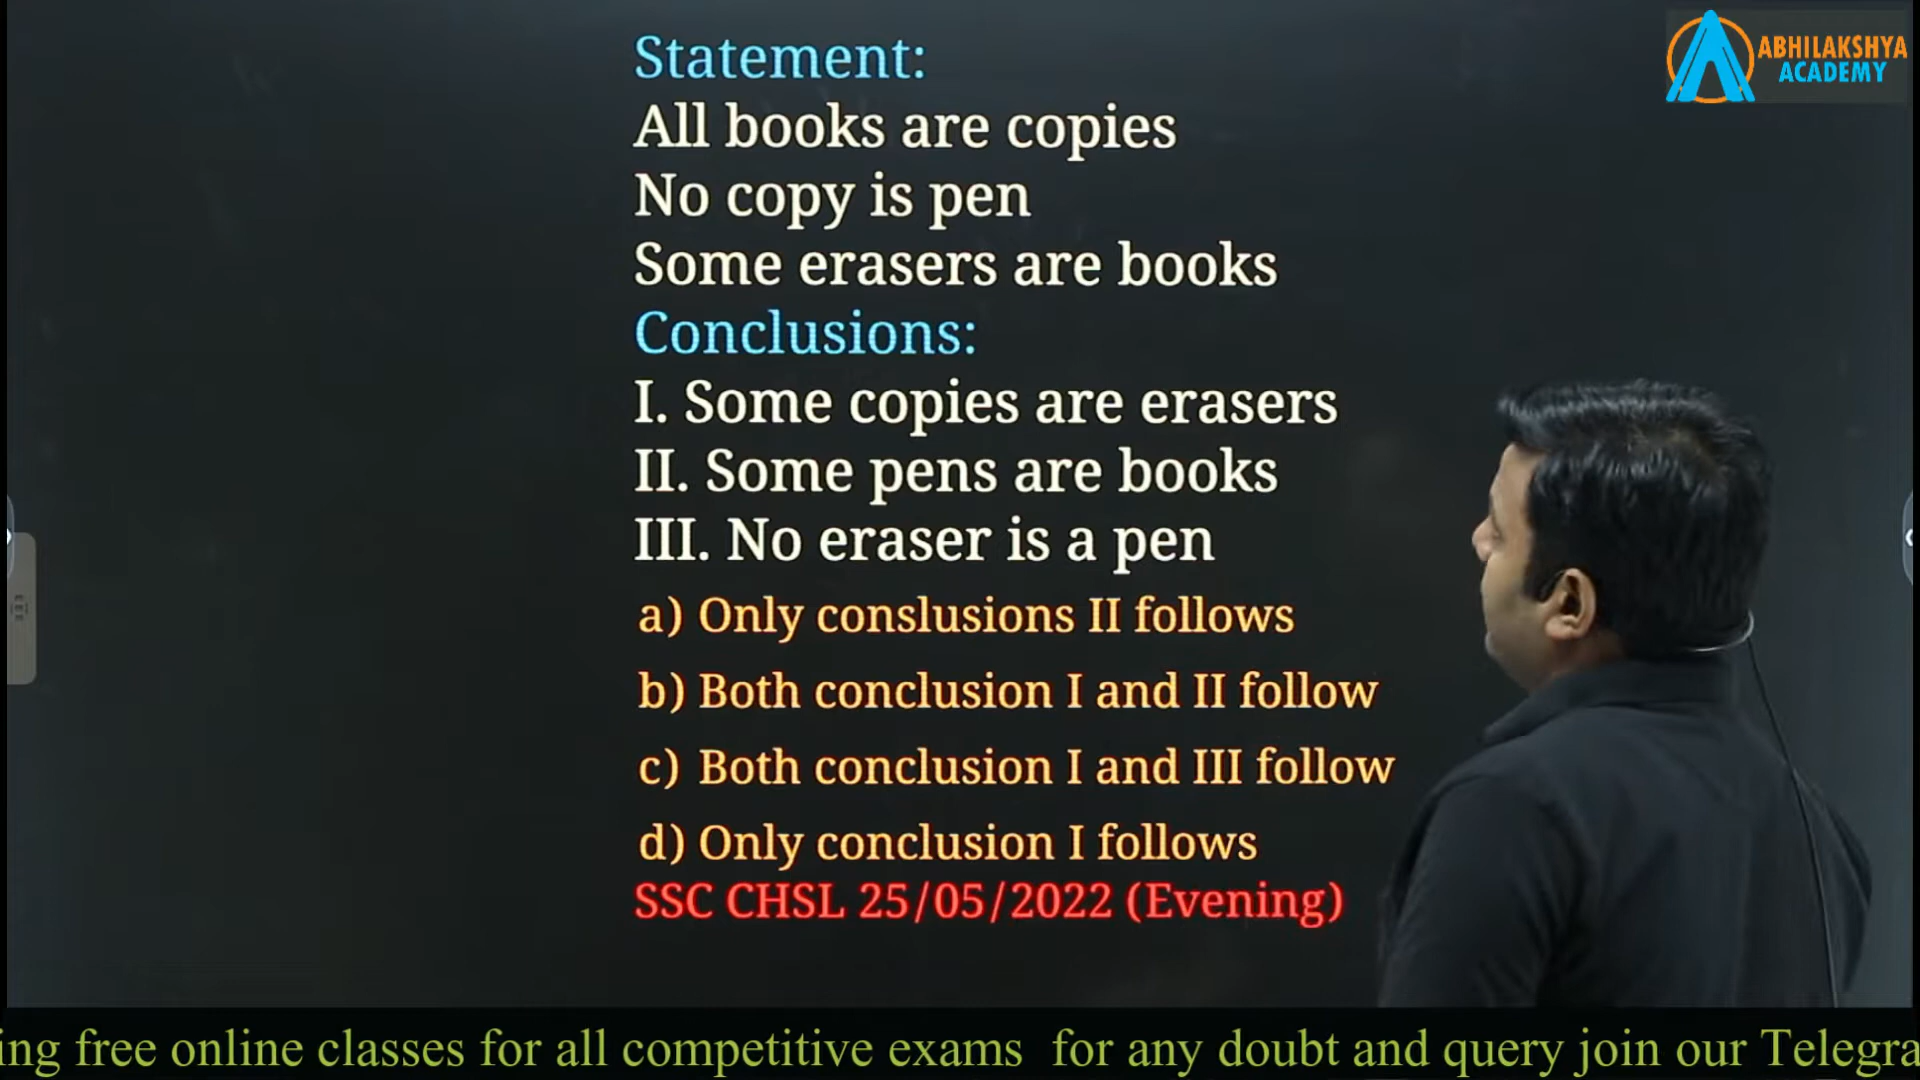 ABHILAKSHYA
ACADEMY
Statement:
All books are copies
No copy is pen
Some erasers are books
Conclusions:
I. Some copies are erasers
II. Some pens are books
III. No eraser is a pen
a) Only conslusions II follows
b) Both conclusion I and II follow
c) Both conclusion I and III follow
d) Only conclusion I follows
SSC CHSL 25/05/2022 (Evening)
ing free online classes for all competitive exams for any doubt and query join our Telegra